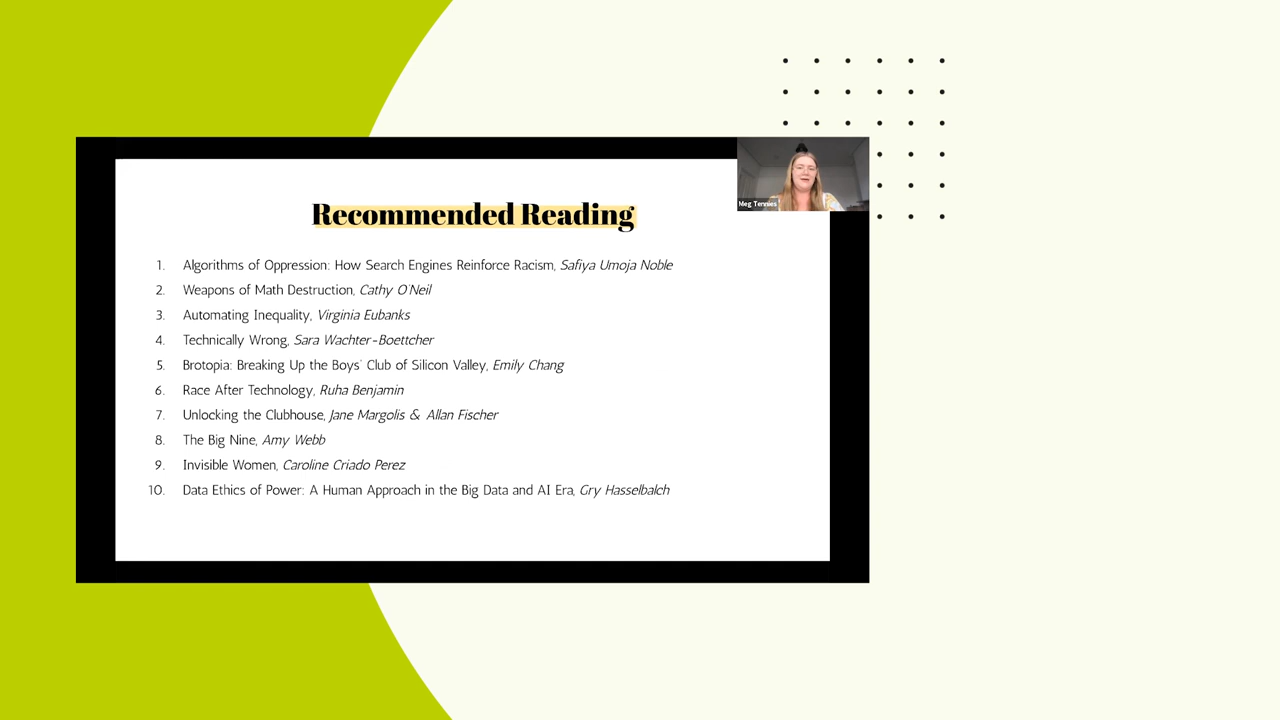 Meg Tennies
Recommended Reading
1. Algorithms of Oppression: How Search Engines Reinforce Racism, Safiya Umoja Noble
2. Weapons of Math Destruction, Cathy O'Neil
3. Automating Inequality, Virginia Eubanks
4. Technically Wrong, Sara Wachter-Boettcher
5. Brotopia: Breaking Up the Boys' Club of Silicon Valley, Emily Chang
6. Race After Technology, Ruha Benjamin
7. Unlocking the Clubhouse, Jane Margolis & Allan Fischer
8. The Big Nine, Amy Webb
9. Invisible Women, Caroline Criado Perez
10. Data Ethics of Power: A Human Approach in the Big Data and AI Era, Gry Hasselbalch